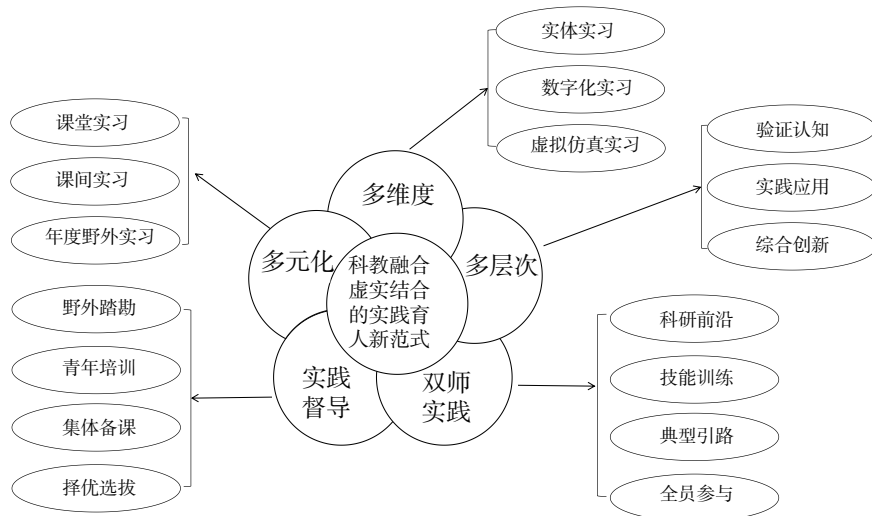 实体实习
数字化实习
虚拟仿真实习
课堂实习
课间实习
年度野外实习
验证认知
实践应用
综合创新
多维度
多元化
多层次
科教融合
虚实结合
的实践育
人新范式
实践
督导
双师
实践
野外踏勘
青年培训
集体备课
择优选拔
科研前沿
技能训练
典型引路
全员参与